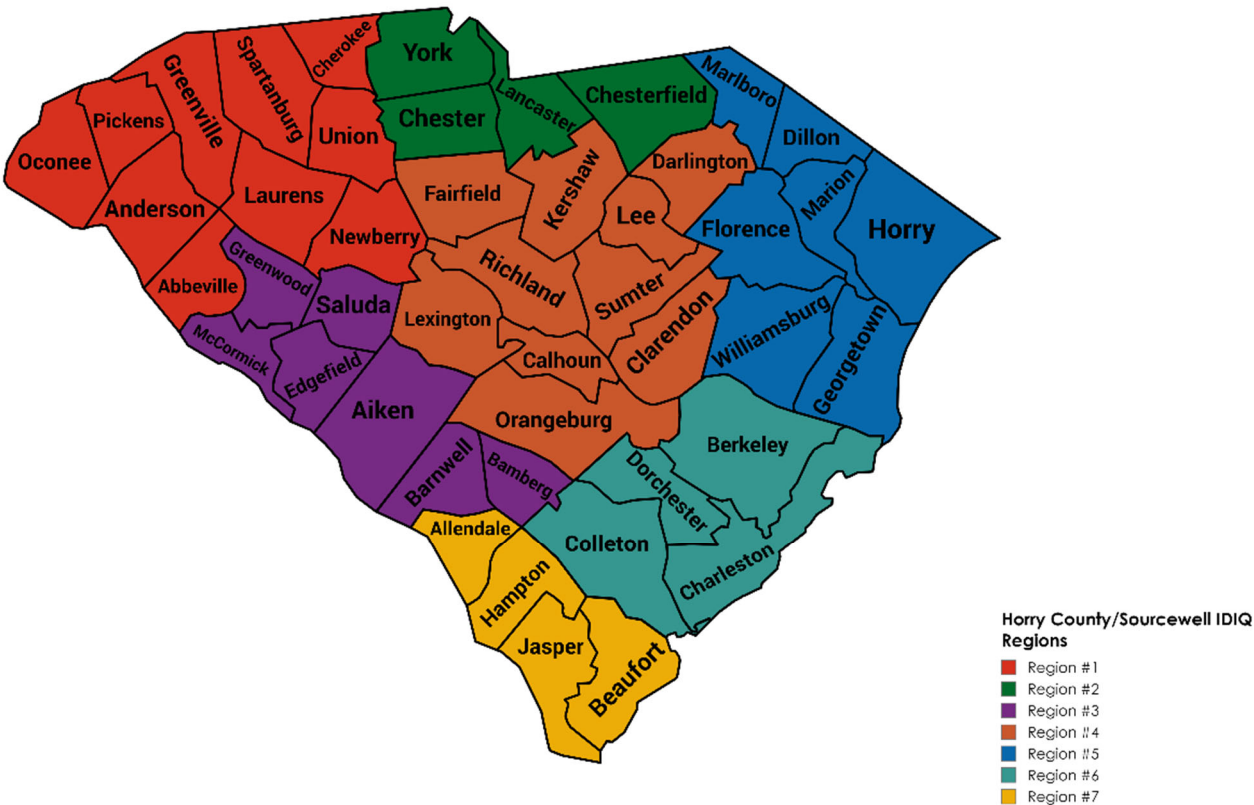 York
Cherokee
Spartanburg
Greenville
Marlboro
Lancaster
Chesterfield
Chester
Pickens
Union
Dillon
Oconee
Darlington
Kershaw
Fairfield
Laurens
Marion
Anderson
Lee
Florence
Horry
Newberry
Greenwood
Richland
Abbeville
Sumter
Saluda
Lexington
Clarendon
Williamsburg
Georgetown
McCormick
Calhoun
Edgefield
Aiken
Orangeburg
Berkeley
Barnwell
Bamberg
Dorchester
Allendale
Colleton
Charleston
Hampton
Jasper
Beaufort
Horry County/Sourcewell IDIQ
Regions
Region #1
Region #2
Region #3
Region #4
Region #5
Region #6
Region #7